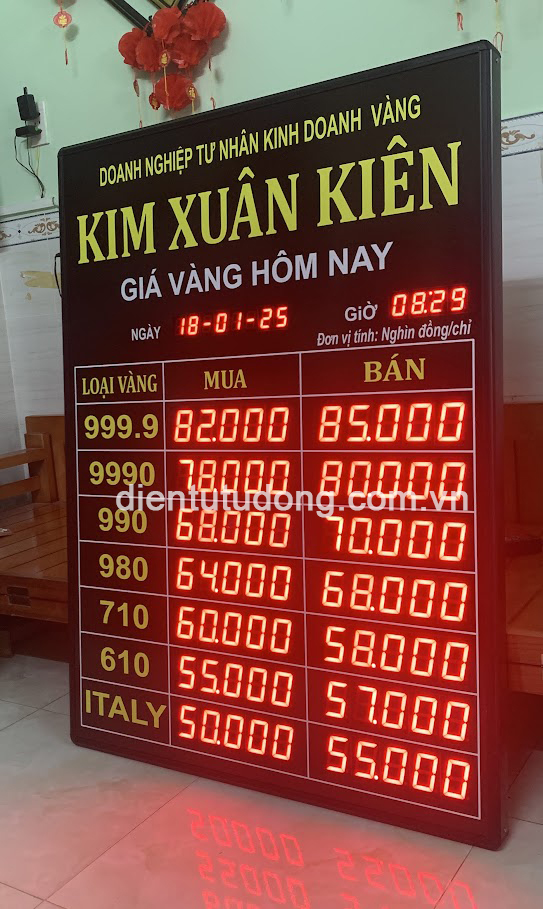 DOANH NGHIỆP TƯ NHÂN KINH DOANH VÀNG
KIM XUÂN KIÊN
GIÁ VÀNG HÔM NAY
NGÀY 18-01-25 GIỜ 08:29
Đơn vị tính: Nghìn đồng/chỉ
LOẠI VÀNG MUA BÁN
999.9 82.000 85.000
9990 78.000 80.000
dientutudong.com.vn
990 68.000 70.000
980 64.000 68.000
710 60.000 58.000
610 55.000 57.000
ITALY 50.000 55.000